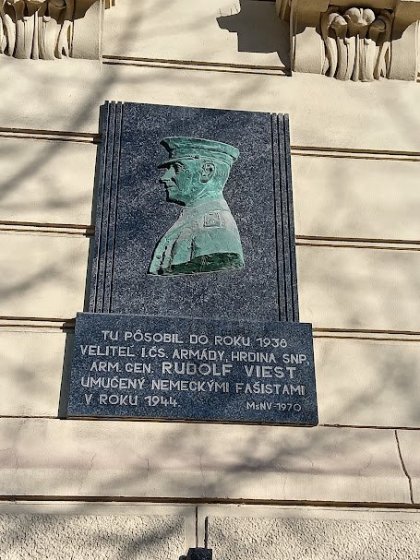 TU PÔSOBIL DO ROKU 1938
VELITEĽ I.ČS. ARMÁDY, HRDINA SNP
ARM. GEN. RUDOLF VIEST
UMUČENÝ NEMECKÝMI FAŠISTAMI
V ROKU 1944. MsNV-1970